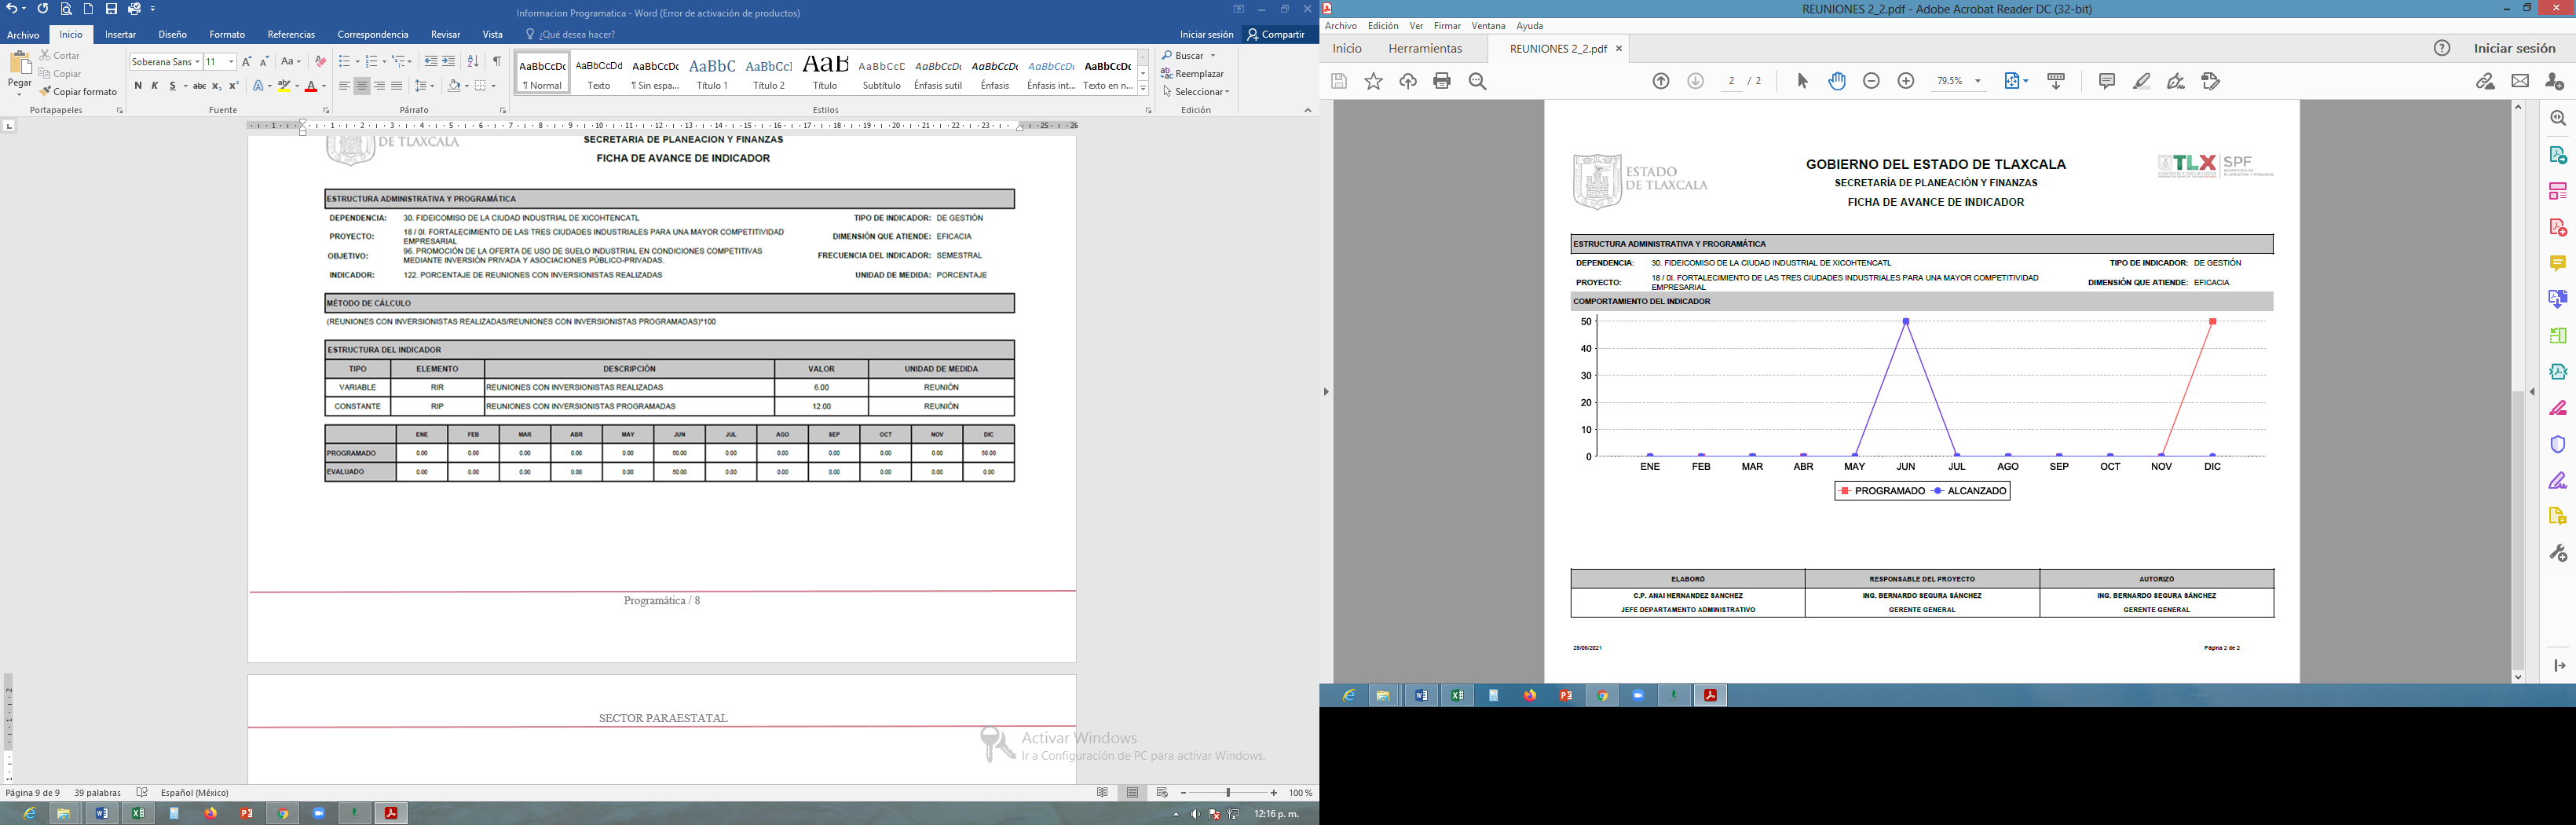 Informacion Programatica - Word (Error de activación de productos)
Archivo Inicio Insertar Diseño Formato Referencias Correspondencia Revisar Vista ¿Qué desea hacer? Iniciar sesión Compartir
Pegar
Cortar
Copiar
Copiar formato
Portapapeles
Soberana Sans 11
N K S abc x₂ x²
Fuente
Párrafo
AaBbCcDc AaBbCcDd AaBbCcDc AaBbC AaBbCcI AaB AaBbCcD AaBbCcDı AaBbCcDı AaBbCcDı AaBbCcDc
¶ Normal Texto ¶ Sin espa... Título 1 Título 2 Título Subtítulo Énfasis sutil Énfasis Énfasis int... Texto en n...
Estilos
Buscar
Reemplazar
Seleccionar
Edición
DE TLAXCALA
SECRETARIA DE PLANEACION Y FINANZAS
FICHA DE AVANCE DE INDICADOR
ESTRUCTURA ADMINISTRATIVA Y PROGRAMÁTICA
DEPENDENCIA: 30. FIDEICOMISO DE LA CIUDAD INDUSTRIAL DE XICOHTENCATL TIPO DE INDICADOR: DE GESTIÓN
PROYECTO: 18 / 0I. FORTALECIMIENTO DE LAS TRES CIUDADES INDUSTRIALES PARA UNA MAYOR COMPETITIVIDAD EMPRESARIAL DIMENSIÓN QUE ATIENDE: EFICACIA
OBJETIVO: 96. PROMOCIÓN DE LA OFERTA DE USO DE SUELO INDUSTRIAL EN CONDICIONES COMPETITIVAS MEDIANTE INVERSIÓN PRIVADA Y ASOCIACIONES PÚBLICO-PRIVADAS. FRECUENCIA DEL INDICADOR: SEMESTRAL
INDICADOR: 122. PORCENTAJE DE REUNIONES CON INVERSIONISTAS REALIZADAS UNIDAD DE MEDIDA: PORCENTAJE
MÉTODO DE CÁLCULO
(REUNIONES CON INVERSIONISTAS REALIZADAS/REUNIONES CON INVERSIONISTAS PROGRAMADAS)*100
ESTRUCTURA DEL INDICADOR
TIPO ELEMENTO DESCRIPCIÓN VALOR UNIDAD DE MEDIDA
VARIABLE RIR REUNIONES CON INVERSIONISTAS REALIZADAS 6.00 REUNIÓN
CONSTANTE RIP REUNIONES CON INVERSIONISTAS PROGRAMADAS 12.00 REUNIÓN
ENE FEB MAR ABR MAY JUN JUL AGO SEP OCT NOV DIC
PROGRAMADO 0.00 0.00 0.00 0.00 0.00 50.00 0.00 0.00 0.00 0.00 0.00 50.00
EVALUADO 0.00 0.00 0.00 0.00 0.00 50.00 0.00 0.00 0.00 0.00 0.00 0.00
Programática / 8
SECTOR PARAESTATAL
Activar Windows
Ir a Configuración de PC para activar Windows.
Página 9 de 9 39 palabras Español (México) 100 %
12:16 p. m.
REUNIONES 2_2.pdf - Adobe Acrobat Reader DC (32-bit)
Archivo Edición Ver Firmar Ventana Ayuda
Inicio Herramientas REUNIONES 2_2.pdf Iniciar sesión
2 / 2 79.5%
ESTADO
DE TLAXCALA
GOBIERNO DEL ESTADO DE TLAXCALA
SECRETARÍA DE PLANEACIÓN Y FINANZAS
FICHA DE AVANCE DE INDICADOR
TLX SPF
ESTRUCTURA ADMINISTRATIVA Y PROGRAMÁTICA
DEPENDENCIA: 30. FIDEICOMISO DE LA CIUDAD INDUSTRIAL DE XICOHTENCATL TIPO DE INDICADOR: DE GESTIÓN
PROYECTO: 18 / 0I. FORTALECIMIENTO DE LAS TRES CIUDADES INDUSTRIALES PARA UNA MAYOR COMPETITIVIDAD EMPRESARIAL DIMENSIÓN QUE ATIENDE: EFICACIA
COMPORTAMIENTO DEL INDICADOR
50
40
30
20
10
0
ENE FEB MAR ABR MAY JUN JUL AGO SEP OCT NOV DIC
PROGRAMADO ALCANZADO
ELABORÓ RESPONSABLE DEL PROYECTO AUTORIZÓ
C.P. ANAI HERNANDEZ SANCHEZ ING. BERNARDO SEGURA SÁNCHEZ ING. BERNARDO SEGURA SÁNCHEZ
JEFE DEPARTAMENTO ADMINISTRATIVO GERENTE GENERAL GERENTE GENERAL
28/06/2021 Página 2 de 2